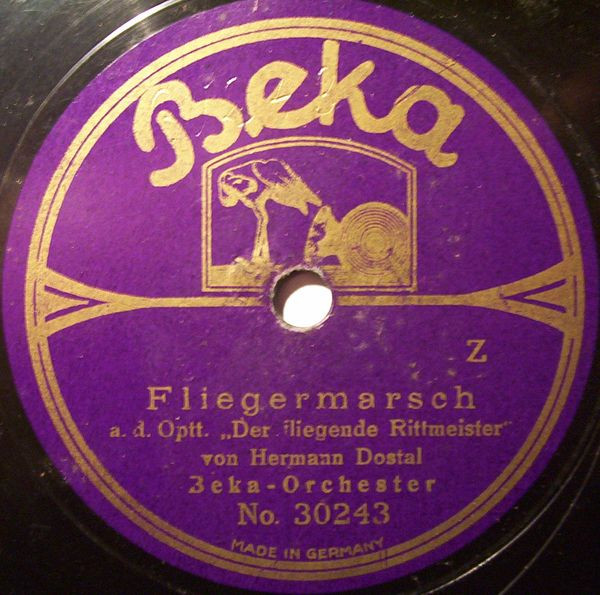 Beka
Z
Fliegermarsch
a. d. Optt. „Der fliegende Rittmeister"
von Hermann Dostal
Beka-Orchester
No. 30243
MADE IN GERMANY